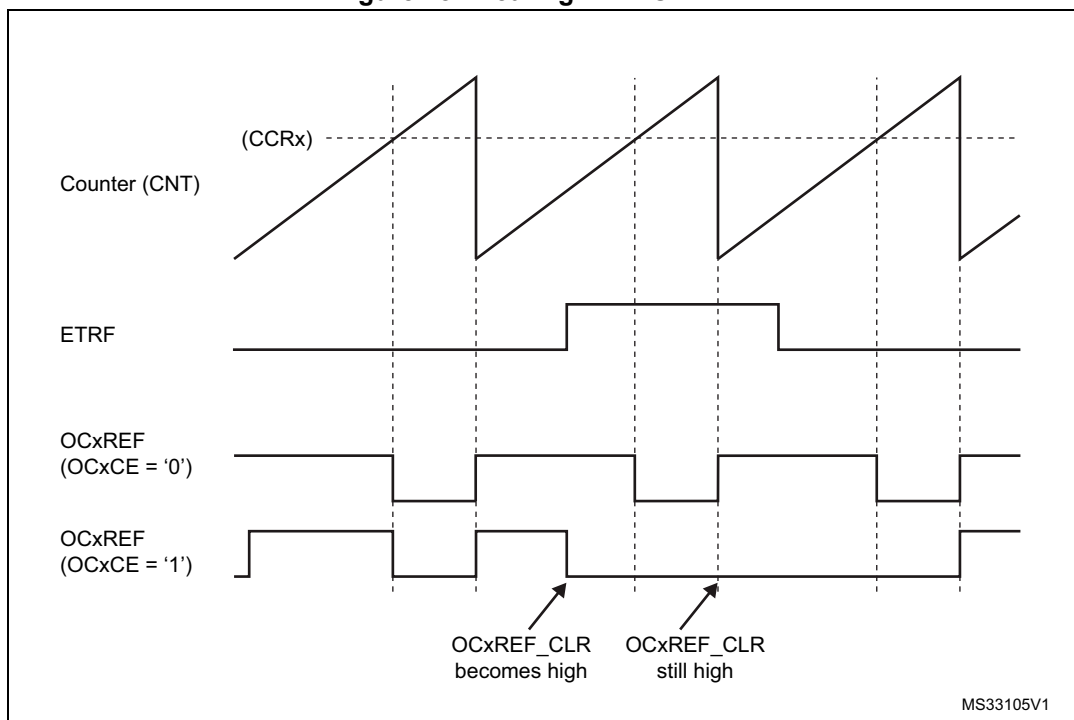 (CCRx)
Counter (CNT)
ETRF
OCxREF
(OCxCE = ‘0’)
OCxREF
(OCxCE = ‘1’)
OCxREF_CLR
becomes high
OCxREF_CLR
still high
MS33105V1